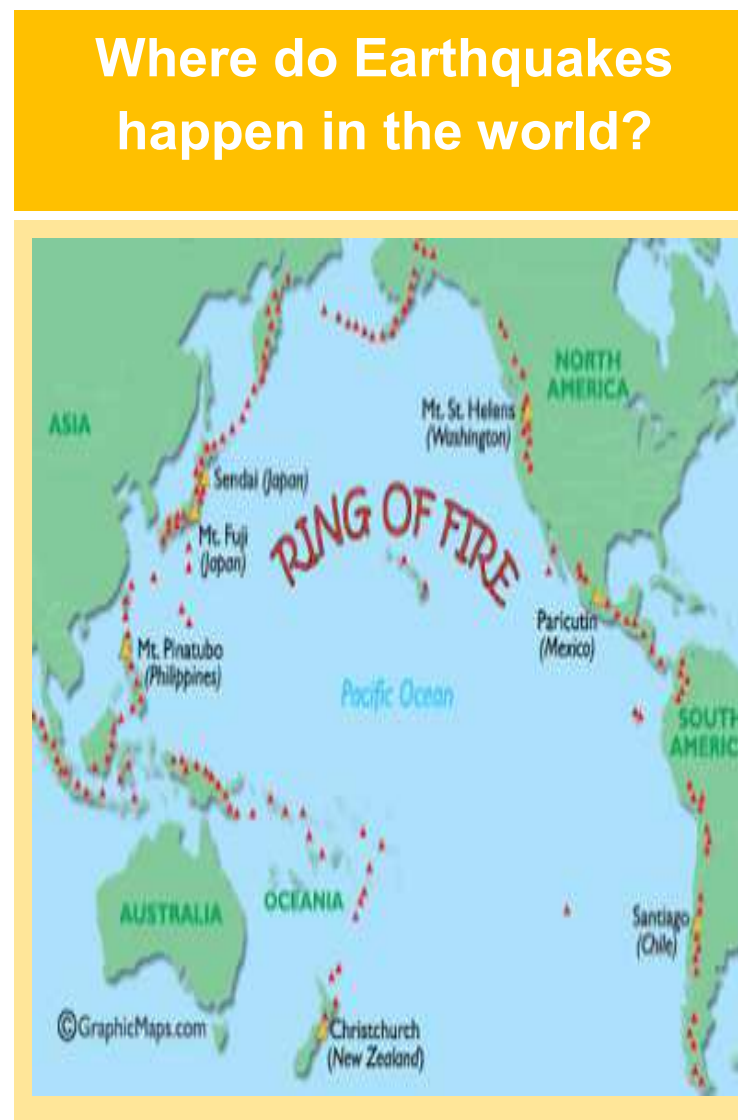 Where do Earthquakes
happen in the world?
NORTH
AMERICA
ASIA
Mt. St. Helens
(Washington)
Sendai (Japan)
RING OF FIRE
Mt. Fuji
(Japan)
Paricutin
(Mexico)
Mt. Pinatubo
(Philippines)
Pacific Ocean
SOUTH
AMERIC
AUSTRALIA
OCEANIA
Santiago
(Chile)
©GraphicMaps.com
Christchurch
(New Zealand)